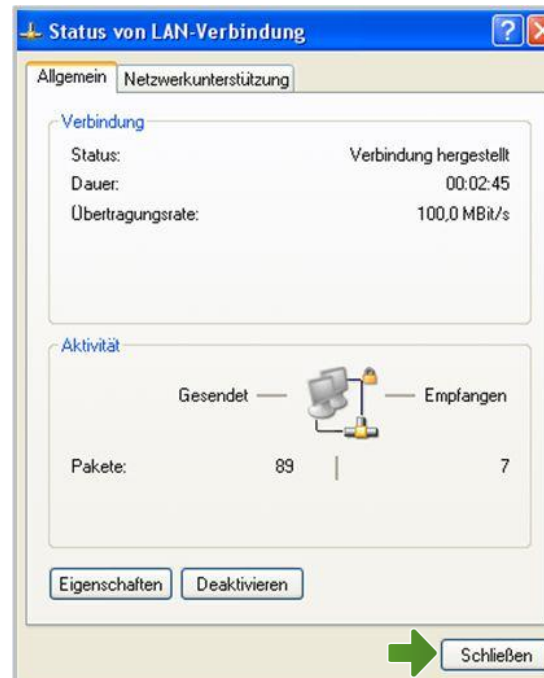 Status von LAN-Verbindung
Allgemein Netzwerkunterstützung
Verbindung
Status: Verbindung hergestellt
Dauer: 00:02:45
Übertragungsrate: 100,0 MBit/s
Aktivität
Gesendet Empfangen
Pakete: 89 7
Eigenschaften Deaktivieren
Schließen